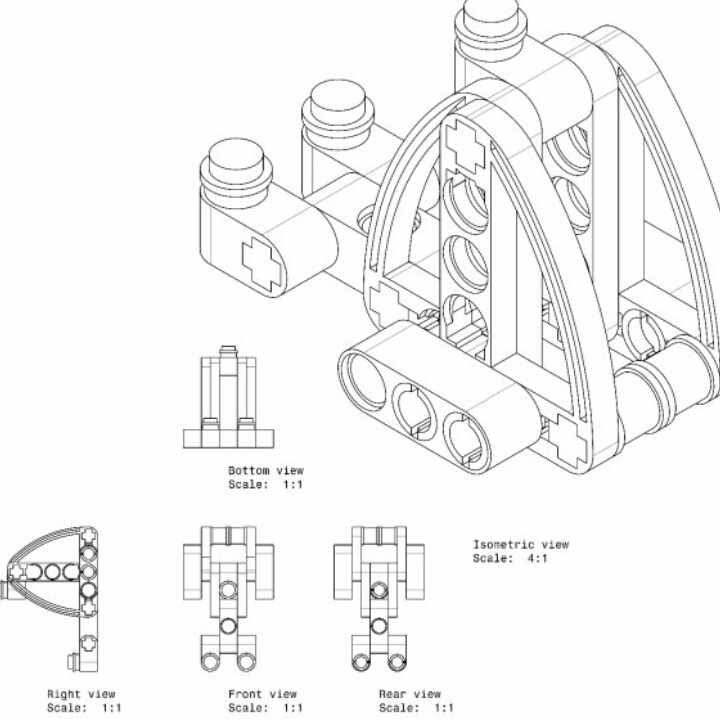 Bottom view
Scale: 1:1
Isometric view
Scale: 4:1
Right view
Scale: 1:1
Front view
Scale: 1:1
Rear view
Scale: 1:1